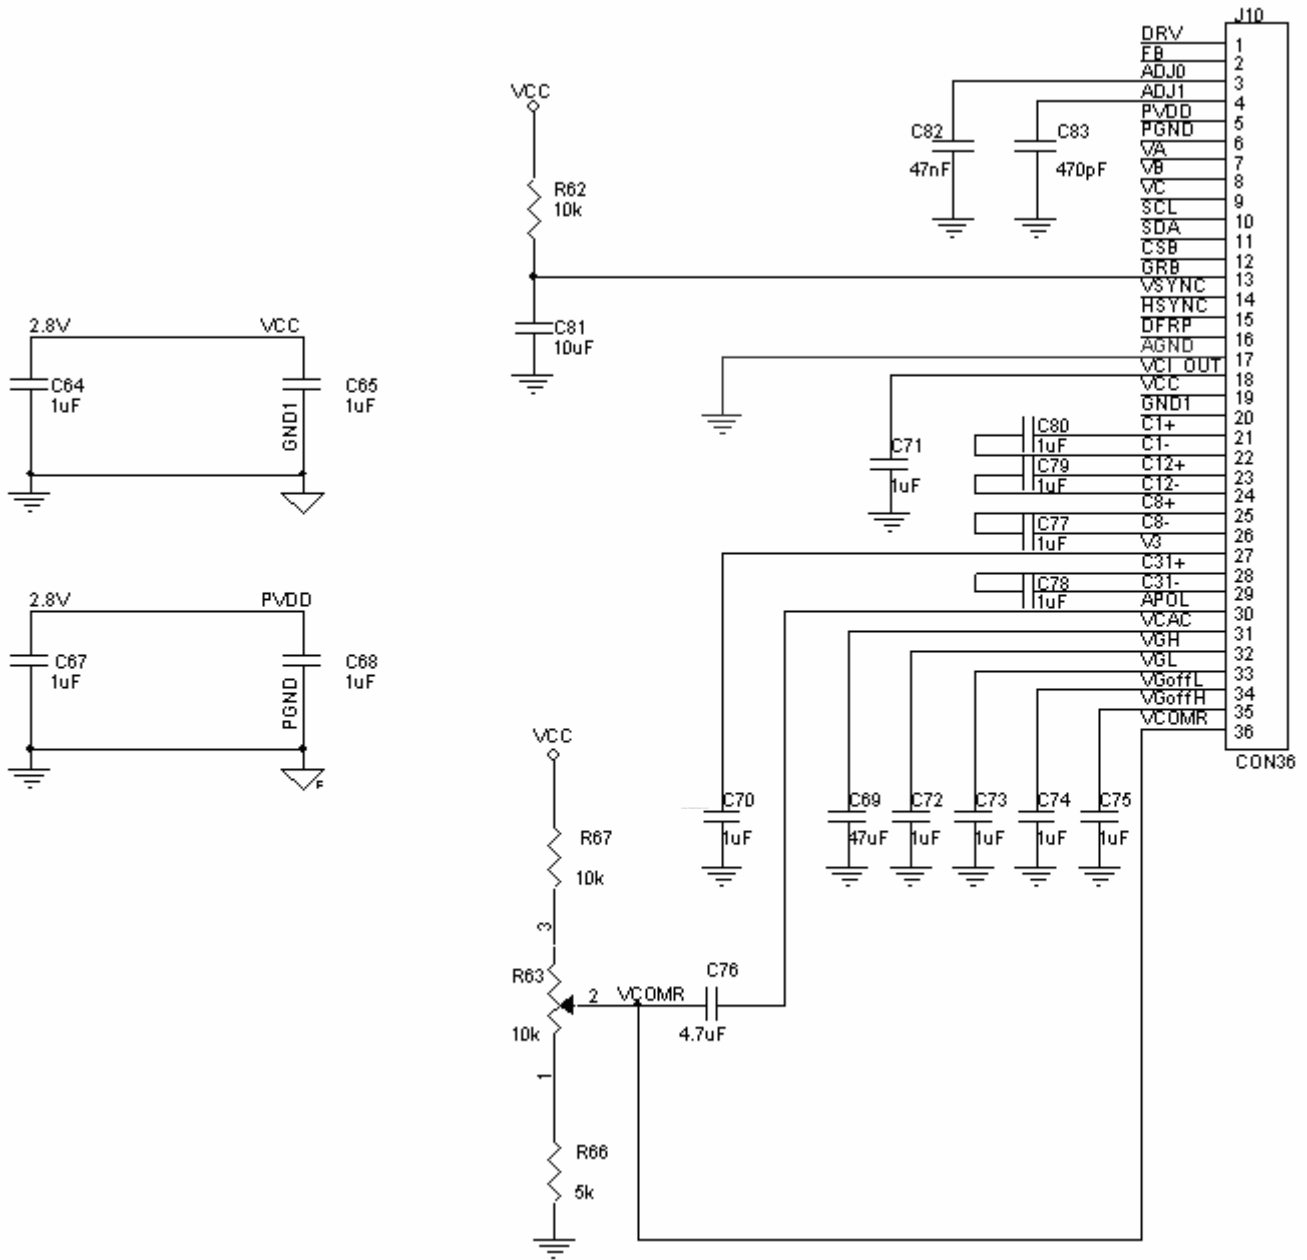 J10
DRV
1
FB
2
ADJ0
3
ADJ1
4
PVDD
5
PGND
6
VA
7
VB
8
VC
9
SCL
10
SDA
11
CSB
12
GRB
13
VSYNC
14
HSYNC
15
DFRP
16
AGND
17
VCI_OUT
18
VCC
19
GND1
20
C1+
21
C1-
22
C12+
23
C12-
24
C8+
25
C8-
26
V3
27
C31+
28
C31-
29
APOL
30
VCAC
31
VGH
32
VGL
33
VGoffL
34
VGoffH
35
VCOMR
36
CON36
C82
47nF
C83
470pF
VCC
R62
10k
C81
10uF
2.8V VCC
C64
1uF
GND1
C65
1uF
2.8V PVDD
C67
1uF
PGND
C68
1uF
C71
1uF
C80
1uF
C79
1uF
C77
1uF
C78
1uF
C70
1uF
C69
47uF
C72
1uF
C73
1uF
C74
1uF
C75
1uF
VCC
R67
10k
3
R63
10k
2
VCOMR
C76
4.7uF
1
R66
5k